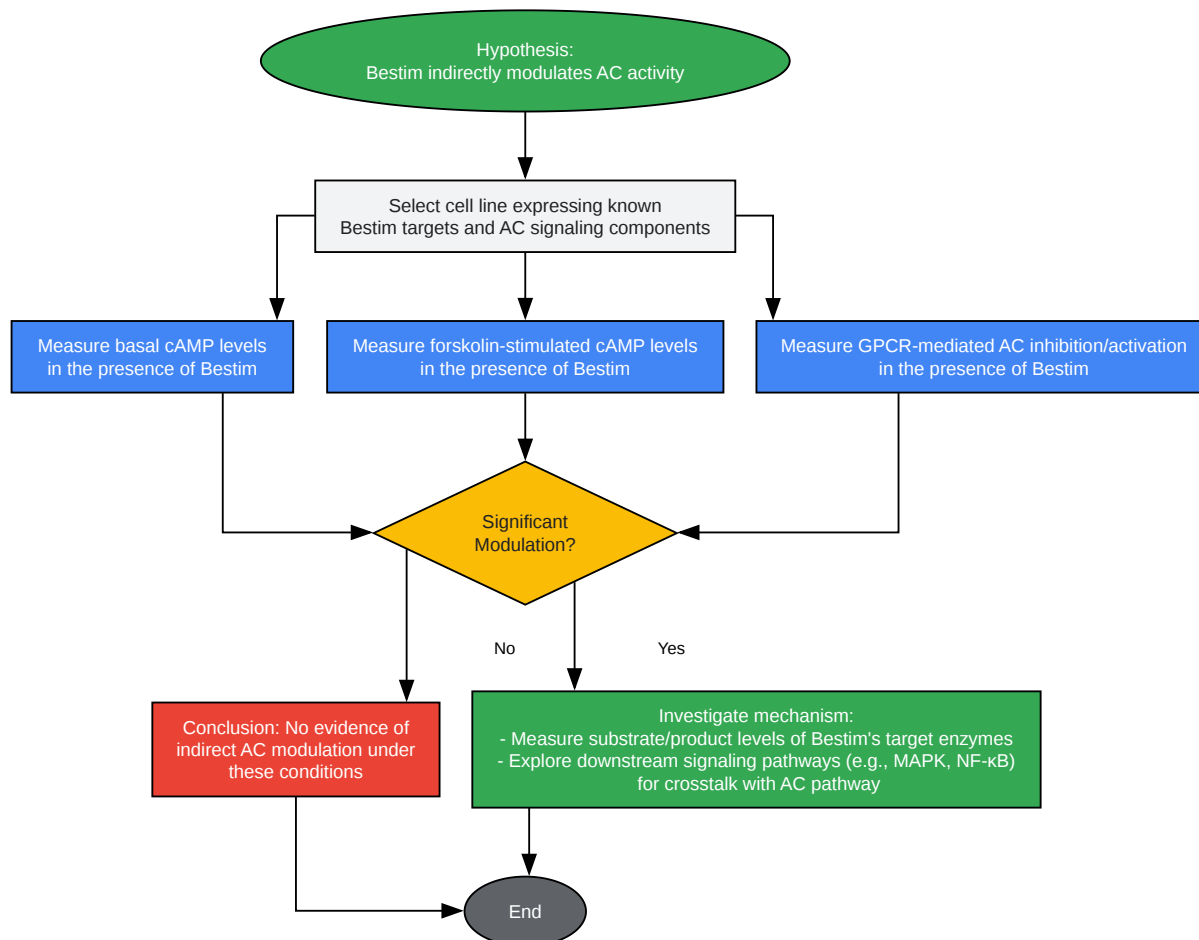 Hypothesis:
Bestim indirectly modulates AC activity
Select cell line expressing known
Bestim targets and AC signaling components
Measure basal cAMP levels
in the presence of Bestim
Measure forskolin-stimulated cAMP levels
in the presence of Bestim
Measure GPCR-mediated AC inhibition/activation
in the presence of Bestim
Significant
Modulation?
No
Yes
Conclusion: No evidence of
indirect AC modulation under
these conditions
Investigate mechanism:
- Measure substrate/product levels of Bestim's target enzymes
- Explore downstream signaling pathways (e.g., MAPK, NF-κB)
for crosstalk with AC pathway
End